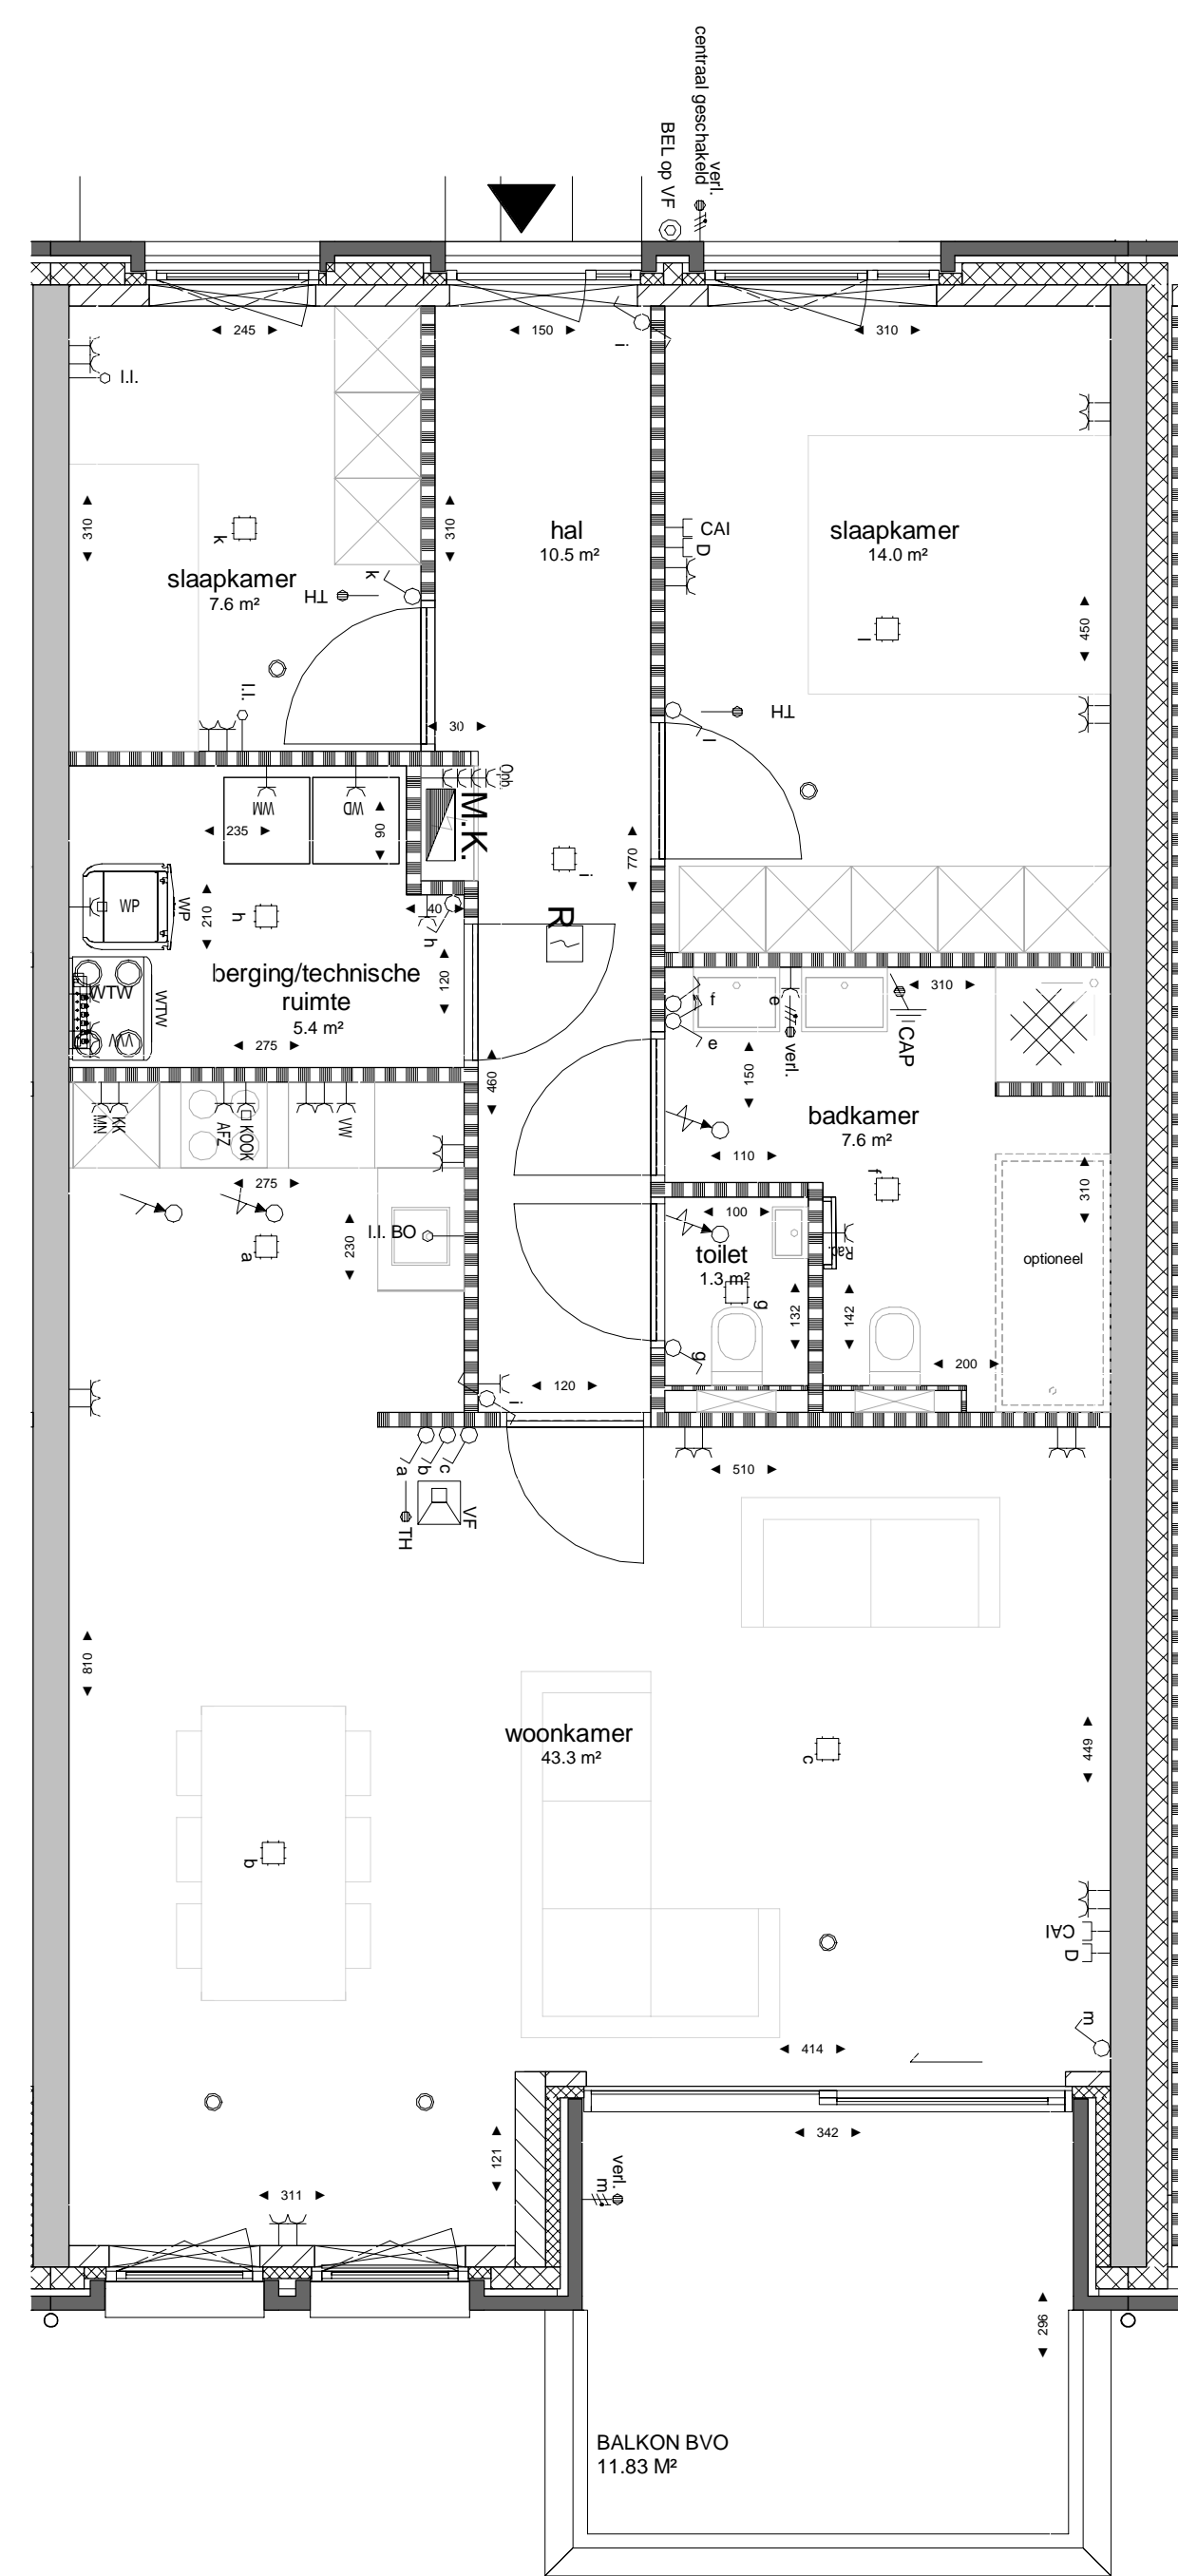 centraal geschakeld
verl.
BEL op VF
245
150
310
i
I.I.
310
310
k
slaapkamer
7.6 m²
TH
k
hal
10.5 m²
CAI
D
slaapkamer
14.0 m²
l
450
TH
l
I.I.
30
M.K.
WM
WD
235
90
770
i
WP
WP
210
h
40
h
R
berging/technische
ruimte
5.4 m²
120
WTW
WTW
275
460
f
e
e
verl.
CAP
310
150
MN
KK
AFZ
KOOK
VW
badkamer
7.6 m²
110
310
275
f
I.I. BO
230
a
100
toilet
1.3 m²
g
Rad.
optioneel
132
142
g
200
120
i
a
b
c
TH
VF
510
810
woonkamer
43.3 m²
c
449
b
CAI
D
m
414
342
121
verl.
m
311
296
BALKON BVO
11.83 M²